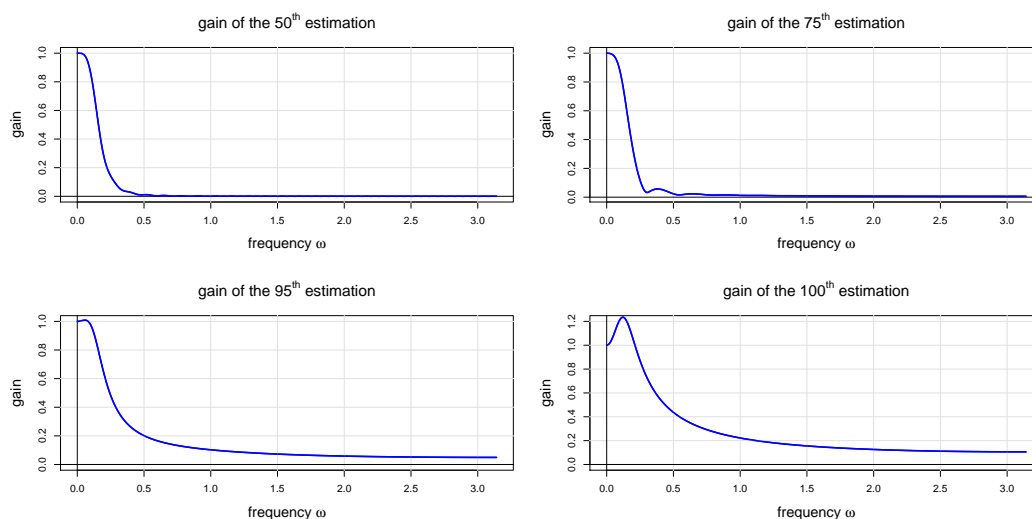 gain of the 50th estimation
gain
0.0 0.2 0.4 0.6 0.8 1.0
0.0 0.5 1.0 1.5 2.0 2.5 3.0
frequency ω
gain of the 75th estimation
gain
0.0 0.2 0.4 0.6 0.8 1.0
0.0 0.5 1.0 1.5 2.0 2.5 3.0
frequency ω
gain of the 95th estimation
gain
0.0 0.2 0.4 0.6 0.8 1.0
0.0 0.5 1.0 1.5 2.0 2.5 3.0
frequency ω
gain of the 100th estimation
gain
0.0 0.2 0.4 0.6 0.8 1.0 1.2
0.0 0.5 1.0 1.5 2.0 2.5 3.0
frequency ω